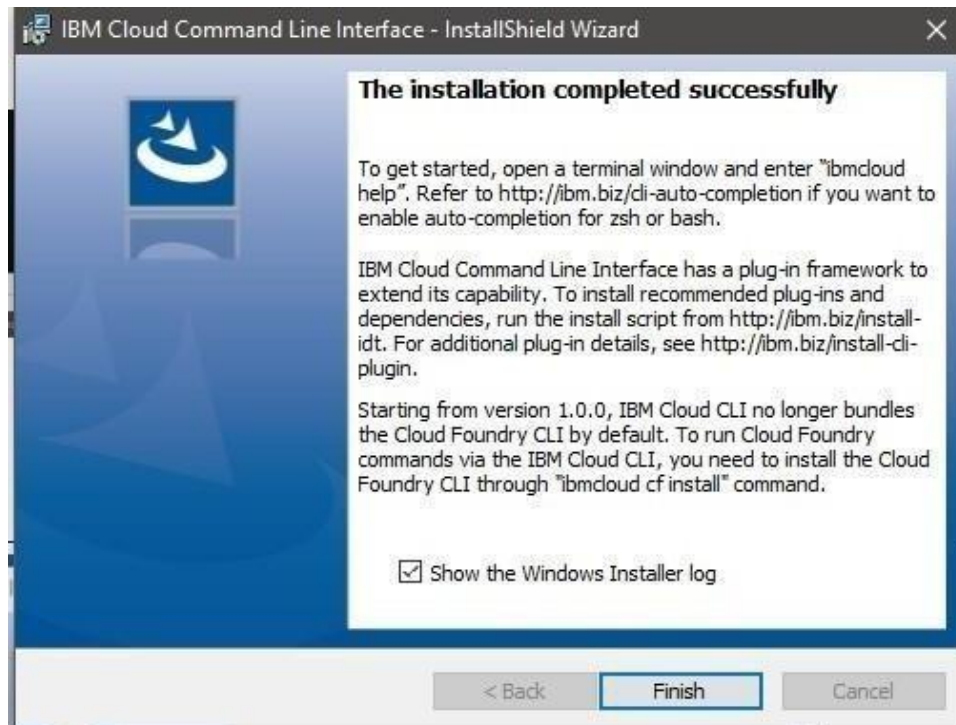 IBM Cloud Command Line Interface - InstallShield Wizard
The installation completed successfully
To get started, open a terminal window and enter "ibmcloud
help". Refer to http://ibm.biz/cli-auto-completion if you want to
enable auto-completion for zsh or bash.
IBM Cloud Command Line Interface has a plug-in framework to
extend its capability. To install recommended plug-ins and
dependencies, run the install script from http://ibm.biz/install-
idt. For additional plug-in details, see http://ibm.biz/install-cli-
plugin.
Starting from version 1.0.0, IBM Cloud CLI no longer bundles
the Cloud Foundry CLI by default. To run Cloud Foundry
commands via the IBM Cloud CLI, you need to install the Cloud
Foundry CLI through "ibmcloud cf install" command.
Show the Windows Installer log
< Back Finish Cancel